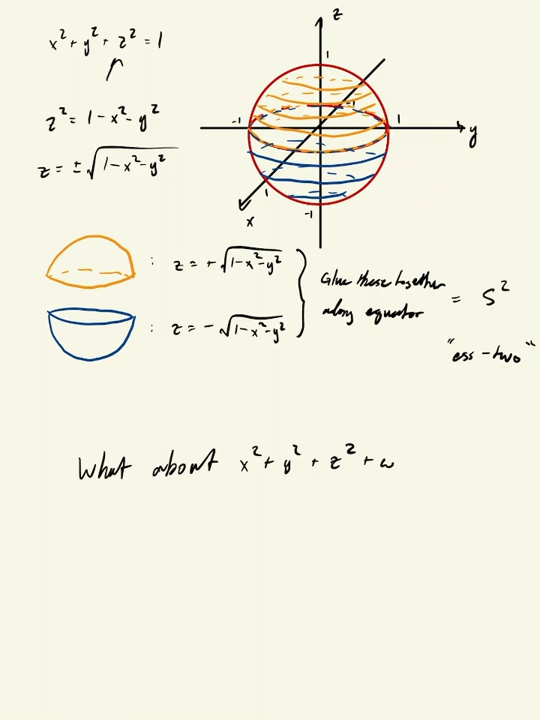 x² + y² + z² = 1
z² = 1 - x² - y²
z = ±√(1-x²-y²)
z
1
-1
-1
1
y
1
x
-1
: z = +√(1-x²-y²)
: z = -√(1-x²-y²)
Glue these together
along equator
= S²
"ess-two"
What about x² + y² + z² + ω